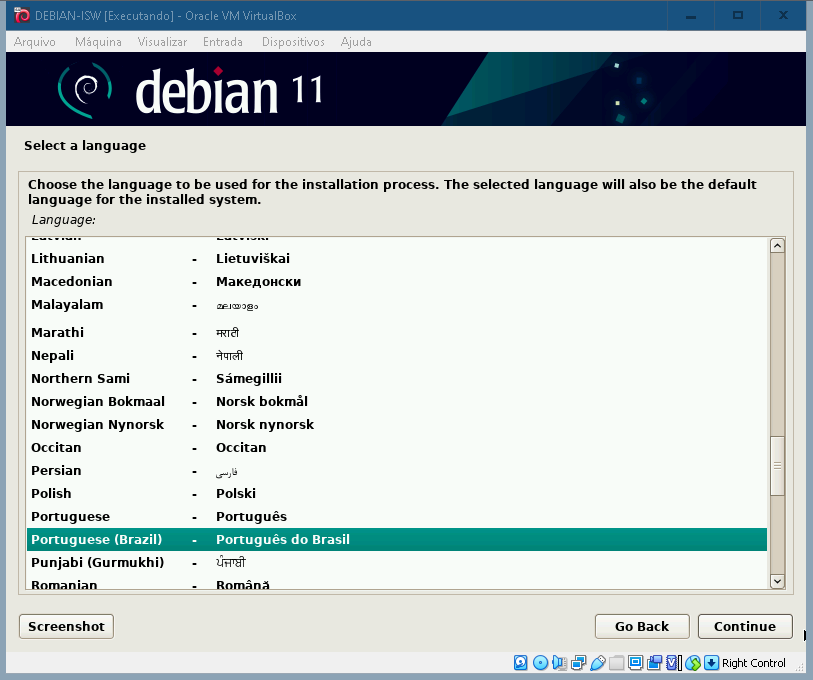 DEBIAN-ISW [Executando] - Oracle VM VirtualBox
Arquivo Máquina Visualizar Entrada Dispositivos Ajuda
debian 11
Select a language
Choose the language to be used for the installation process. The selected language will also be the default
language for the installed system.
Language:
Latvian - Latviski
Lithuanian - Lietuviškai
Macedonian - Македонски
Malayalam - മലയാളം
Marathi - मराठी
Nepali - नेपाली
Northern Sami - Sámegillii
Norwegian Bokmaal - Norsk bokmål
Norwegian Nynorsk - Norsk nynorsk
Occitan - Occitan
Persian - فارسی
Polish - Polski
Portuguese - Português
Portuguese (Brazil) - Português do Brasil
Punjabi (Gurmukhi) - ਪੰਜਾਬੀ
Romanian - Română
Screenshot Go Back Continue
Right Control